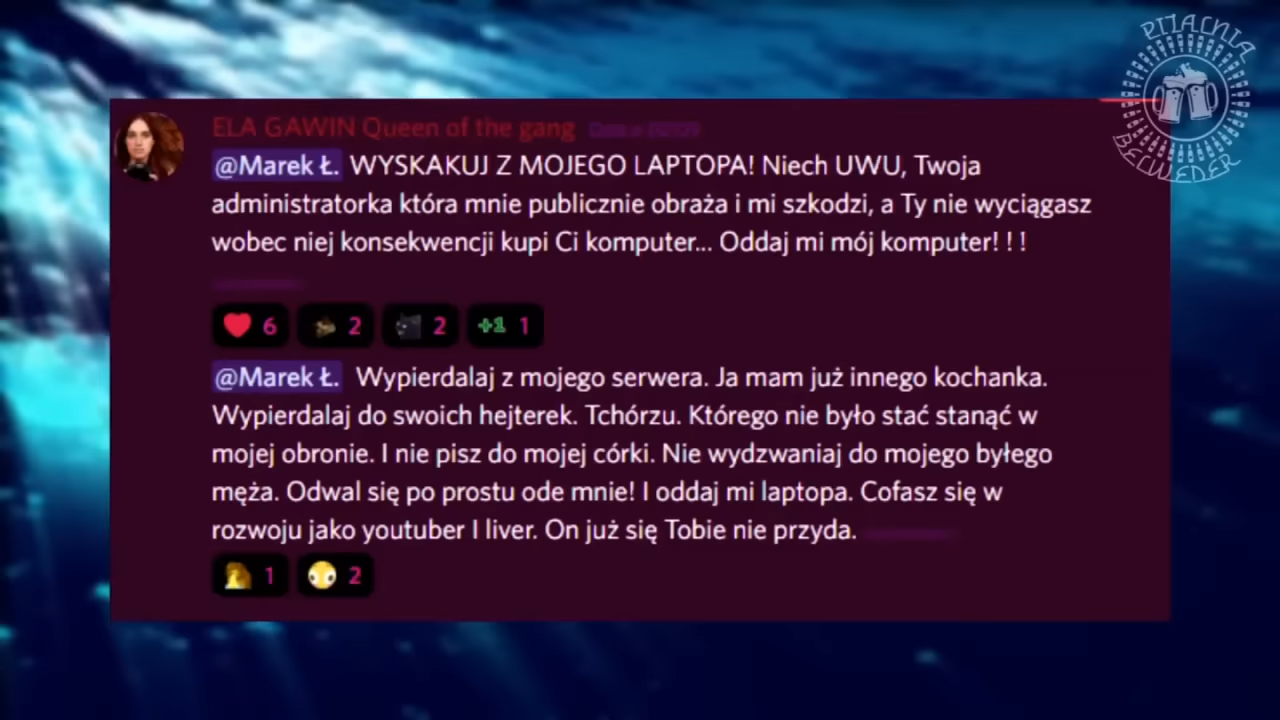 PIJALNIA
BELWEDER
ELA GAWIN Queen of the gang
@Marek Ł. WYSKAKUJ Z MOJEGO LAPTOPA! Niech UWU, Twoja
administratorka która mnie publicznie obraża i mi szkodzi, a Ty nie wyciągasz
wobec niej konsekwencji kupi Ci komputer... Oddaj mi mój komputer! ! !
6 2 2 +1 1
@Marek Ł. Wypierdalaj z mojego serwera. Ja mam już innego kochanka.
Wypierdalaj do swoich hejterek. Tchórzu. Którego nie było stać stanąć w
mojej obronie. I nie pisz do mojej córki. Nie wydzwaniaj do mojego byłego
męża. Odwal się po prostu ode mnie! I oddaj mi laptopa. Cofasz się w
rozwoju jako youtuber I liver. On już się Tobie nie przyda.
1 2